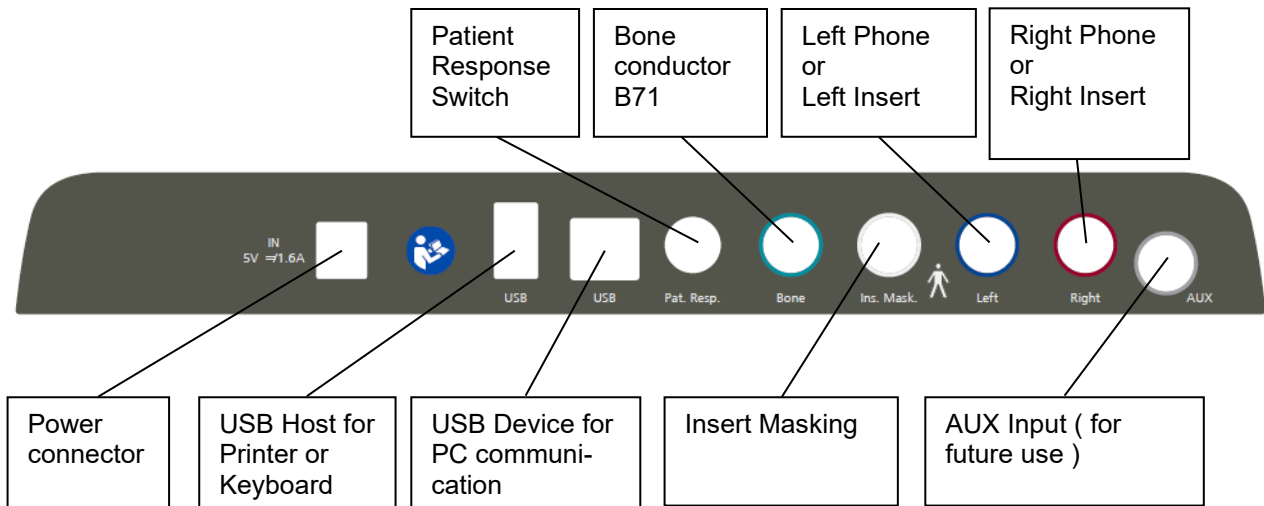 Patient
Response
Switch
Bone
conductor
B71
Left Phone
or
Left Insert
Right Phone
or
Right Insert
IN
5V ⎓/1.6A
USB
USB
Pat. Resp.
Bone
Ins. Mask.
Left
Right
AUX
Power
connector
USB Host for
Printer or
Keyboard
USB Device for
PC communi-
cation
Insert Masking
AUX Input ( for
future use )